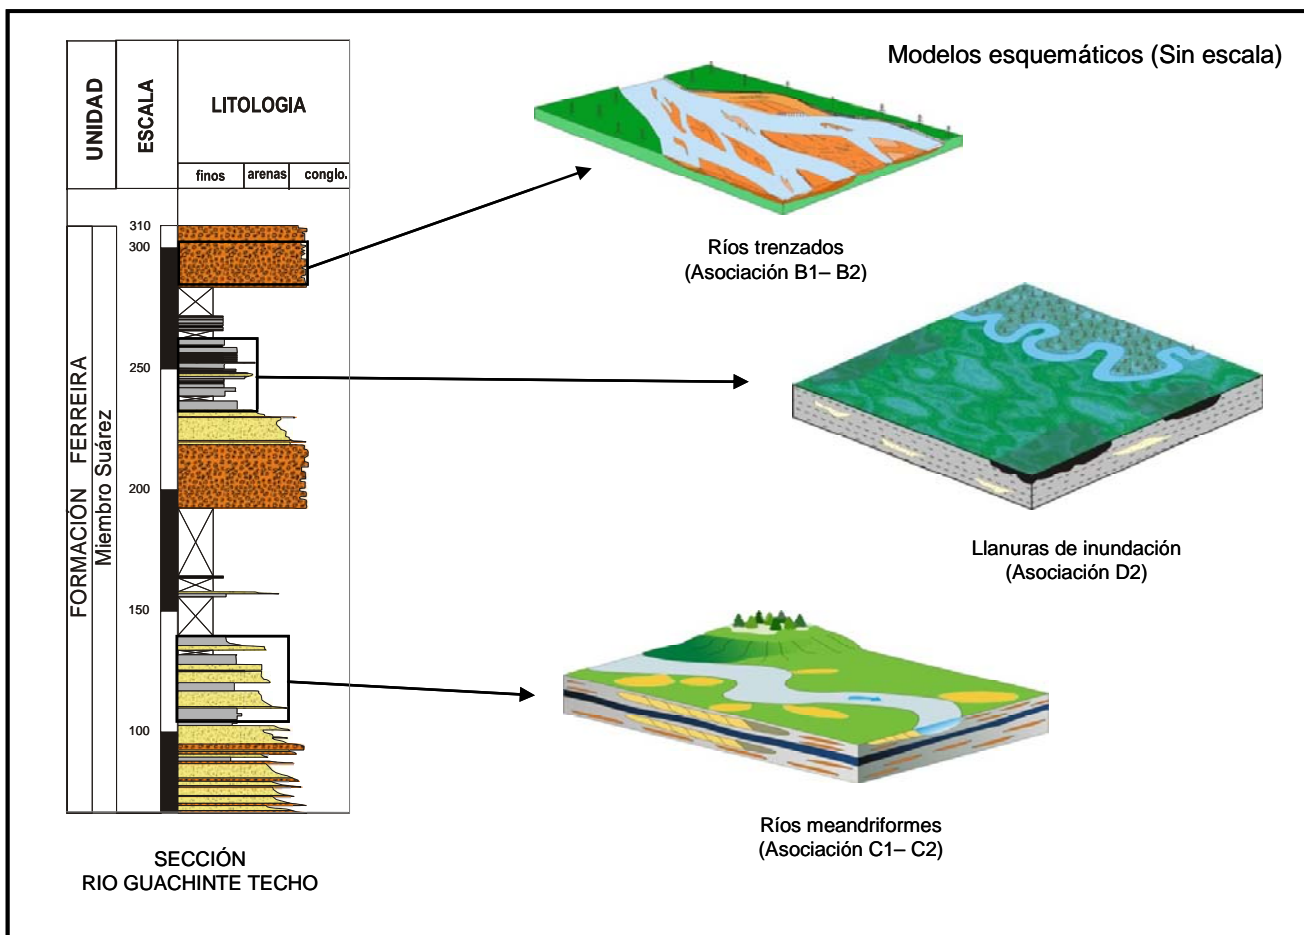 Modelos esquemáticos (Sin escala)
UNIDAD
ESCALA
LITOLOGIA
finos
arenas
conglo.
310
300
250
200
150
100
FORMACIÓN FERREIRA
Miembro Suárez
SECCIÓN
RIO GUACHINTE TECHO
Ríos trenzados
(Asociación B1– B2)
Llanuras de inundación
(Asociación D2)
Ríos meandriformes
(Asociación C1– C2)